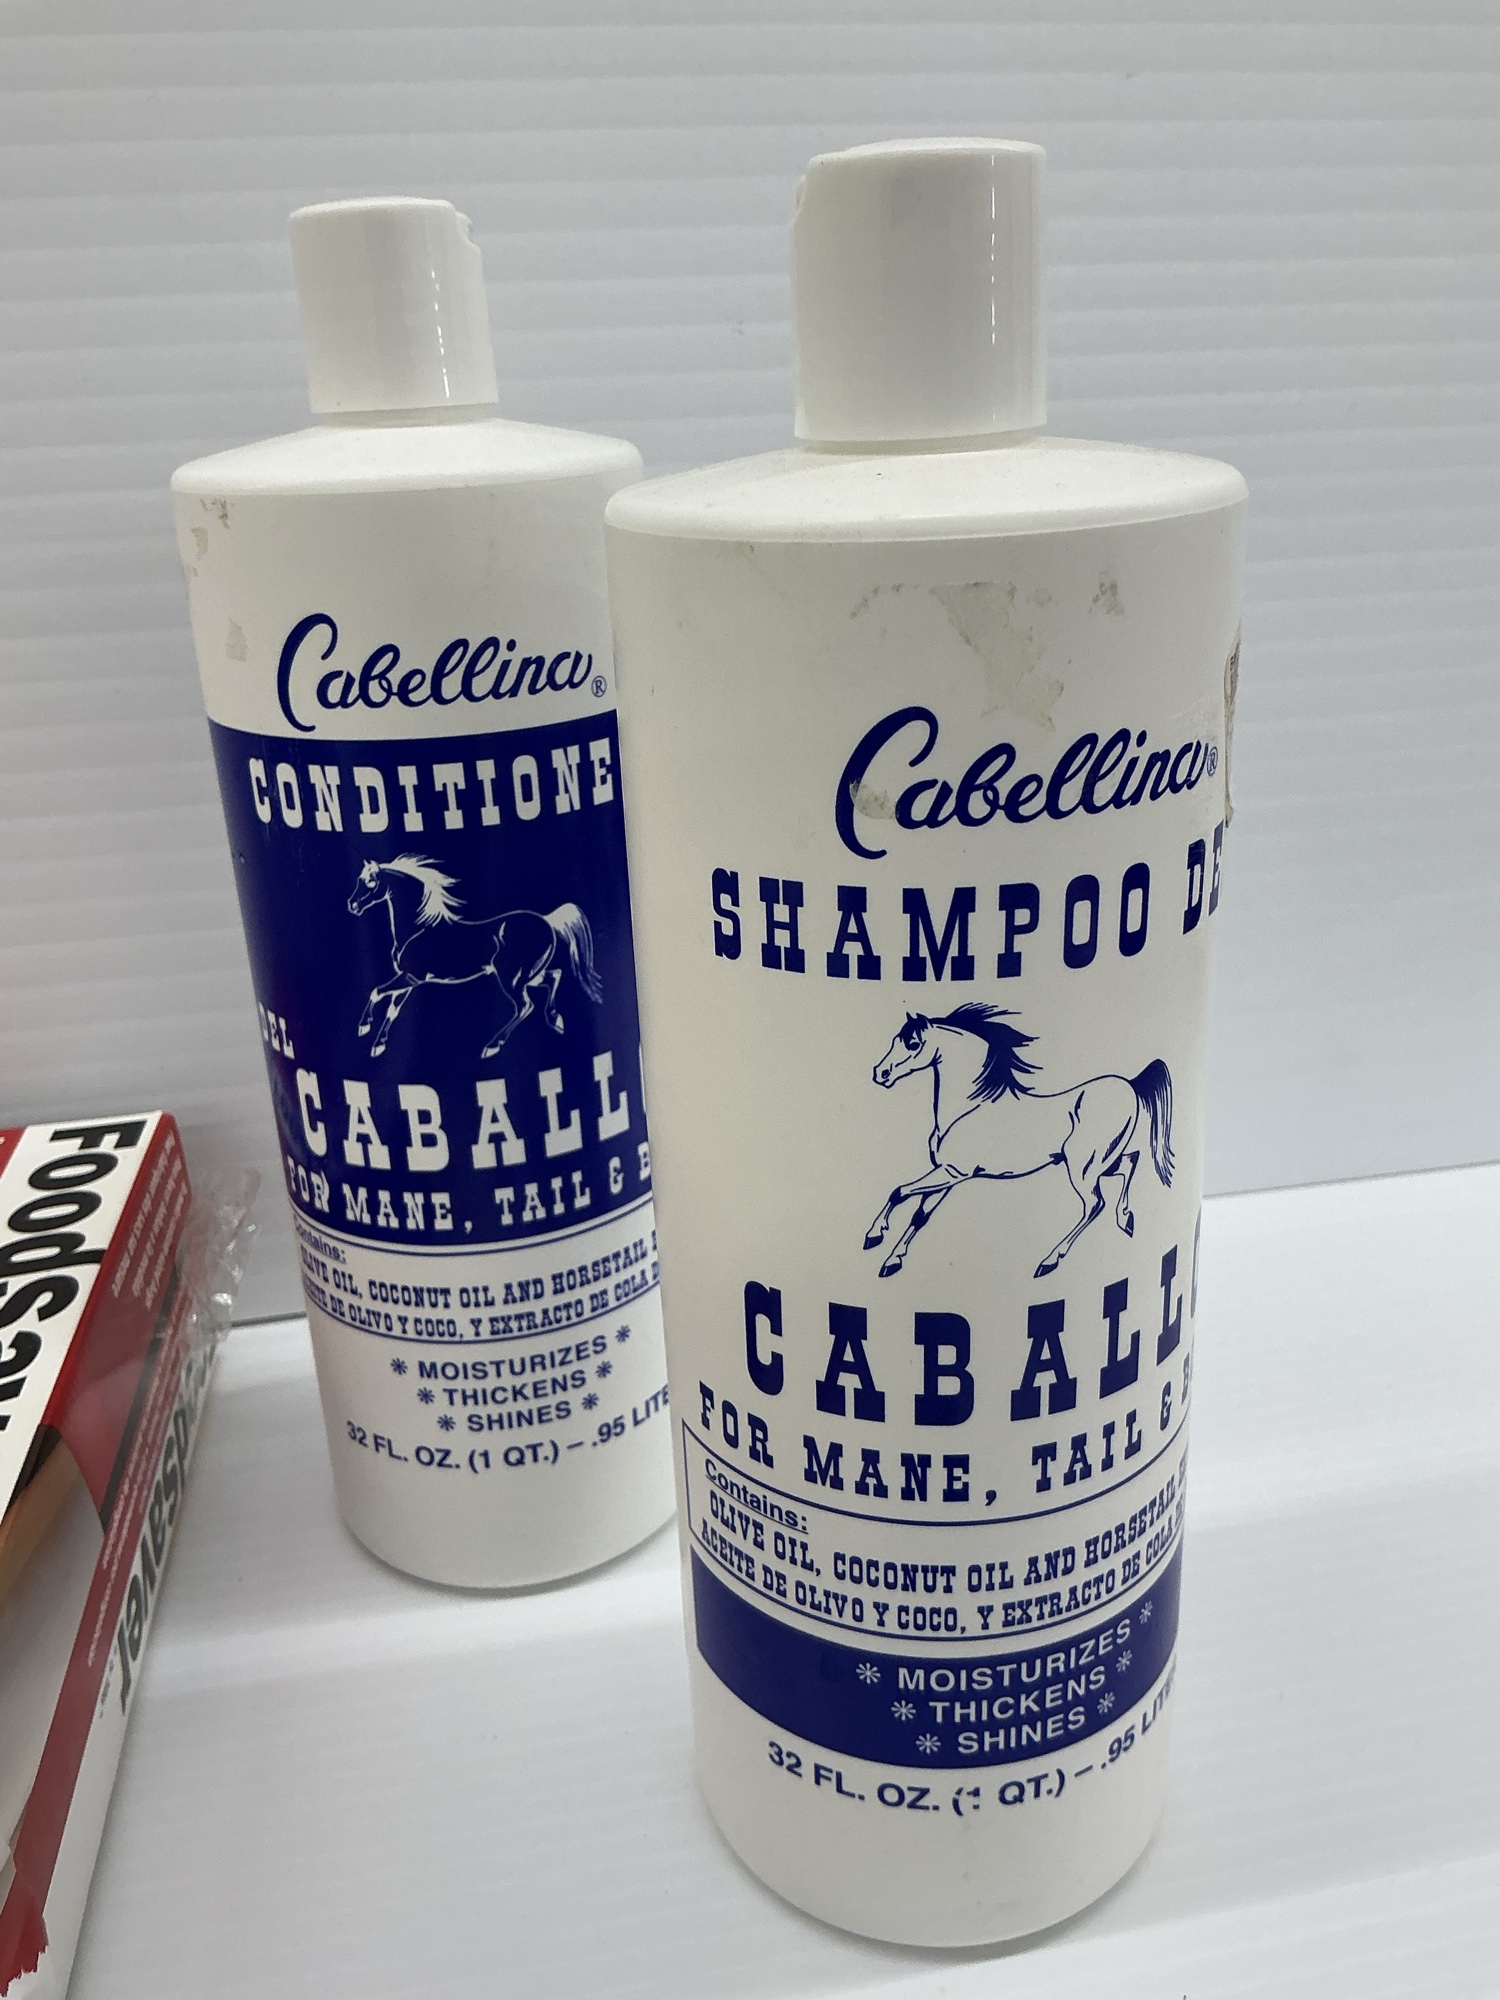 Cabellina®
CONDITIONE
DEL
CABALL
FOR MANE, TAIL & B
Contains:
OLIVE OIL, COCONUT OIL AND HORSETAIL
ACEITE DE OLIVO Y COCO, Y EXTRACTO DE COLA D
* MOISTURIZES *
* THICKENS *
* SHINES *
32 FL. OZ. (1 QT.) – .95 LITE
Cabellina®
SHAMPOO DE
CABALLO
FOR MANE, TAIL & B
Contains:
OLIVE OIL, COCONUT OIL AND HORSETAIL
ACEITE DE OLIVO Y COCO, Y EXTRACTO DE COLA DE
* MOISTURIZES *
* THICKENS *
* SHINES *
32 FL. OZ. (1 QT.) – .95 LITE
FoodSav